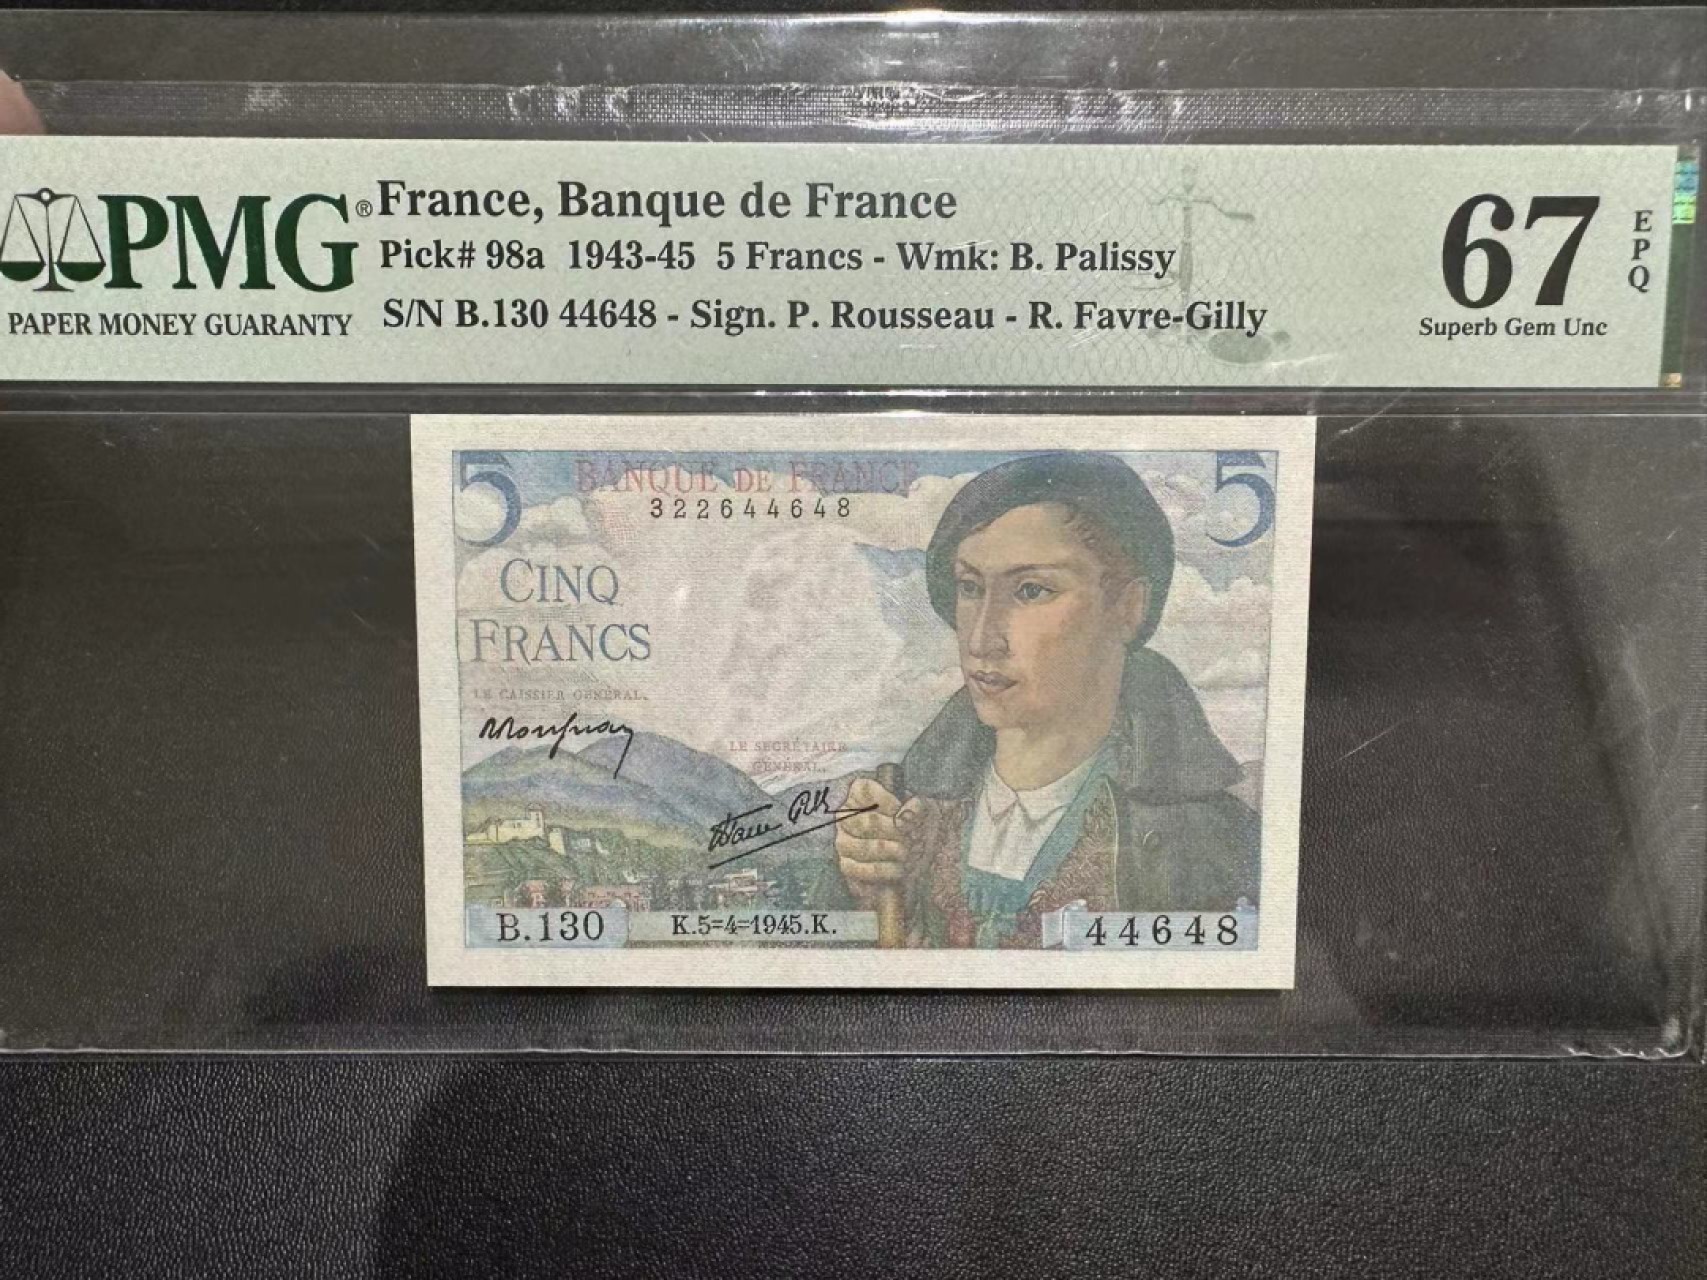 PMG®
PAPER MONEY GUARANTY
France, Banque de France
Pick# 98a 1943-45 5 Francs - Wmk: B. Palissy
S/N B.130 44648 - Sign. P. Rousseau - R. Favre-Gilly
67
EPQ
Superb Gem Unc
5 BANQUE DE FRANCE 5
322644648
CINQ
FRANCS
LE CAISSIER GÉNÉRAL.
LE SECRÉTAIRE
GÉNÉRAL.
B.130 K.5=4=1945.K. 44648